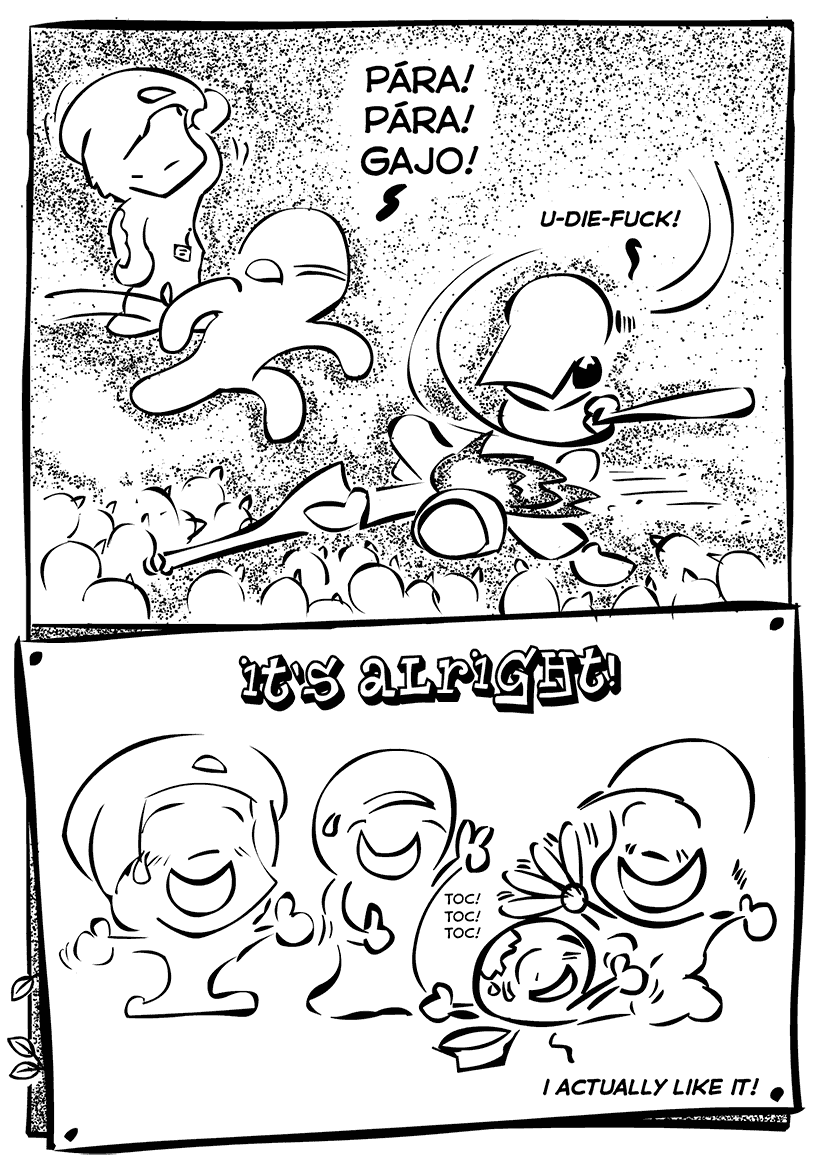 PÁRA!
PÁRA!
GAJO!
U-DIE-FUCK!
it's alright!
TOC!
TOC!
TOC!
I ACTUALLY LIKE IT!